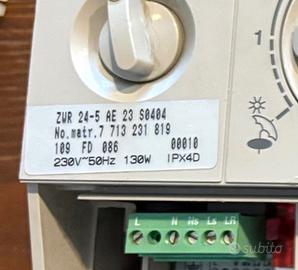 1
ZWR 24-5 AE 23 S0404
No.matr.7 713 231 819
109 FD 086 00010
230V~50Hz 130W IPX4D
L N Ns Ls LR
subito